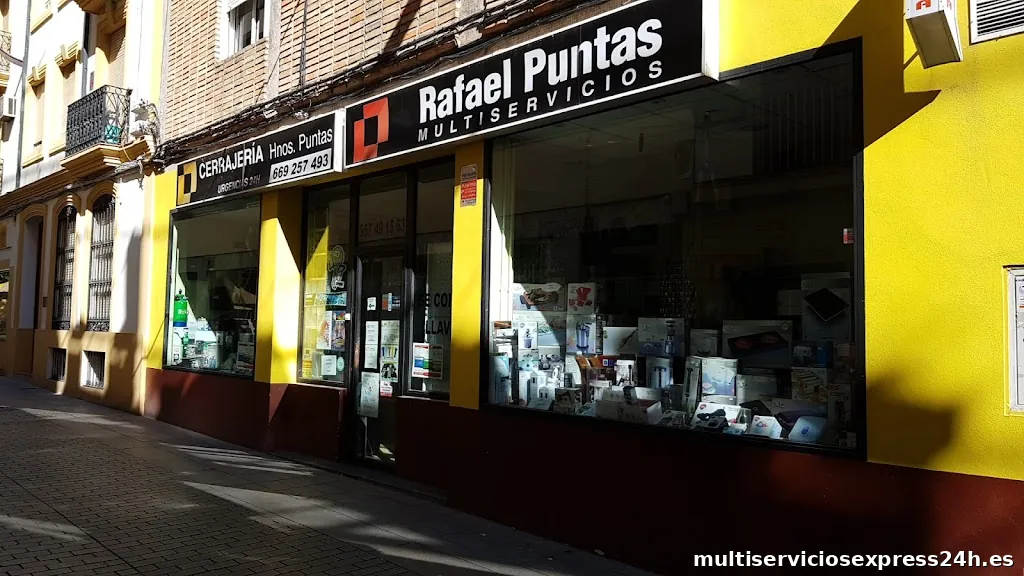 CERRAJERÍA Hnos. Puntas
URGENCIAS 24H
669 257 493
Rafael Puntas
MULTISERVICIOS
multiserviciosexpress24h.es